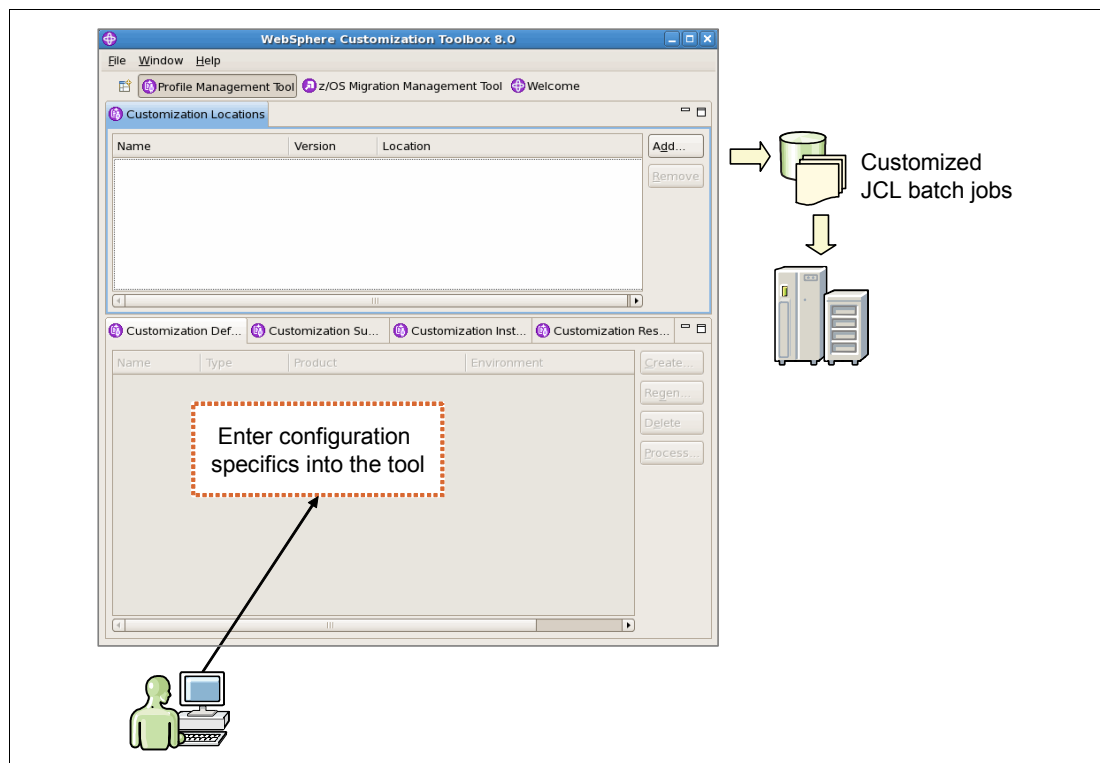 WebSphere Customization Toolbox 8.0
File Window Help
Profile Management Tool z/OS Migration Management Tool Welcome
Customization Locations
Name Version Location
Add...
Remove
Customized
JCL batch jobs
Customization Def... Customization Su... Customization Inst... Customization Res...
Name Type Product Environment
Create...
Regen...
Delete
Process...
Enter configuration
specifics into the tool